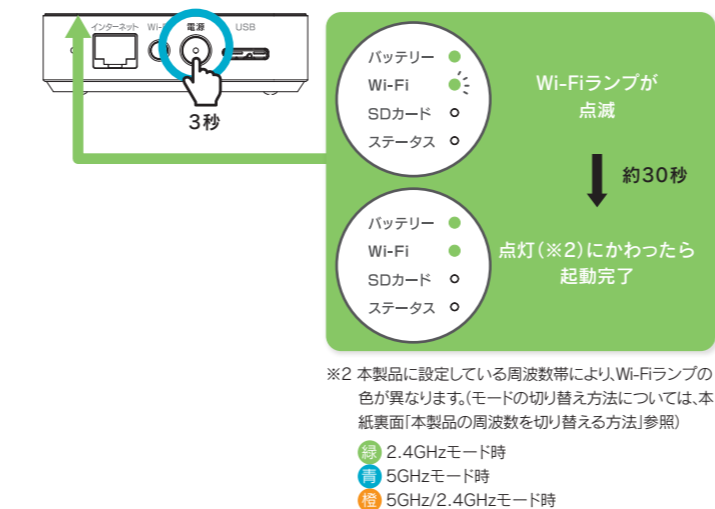 インターネット Wi-Fi 電源 USB
3秒
バッテリー
Wi-Fi
SDカード
ステータス
Wi-Fiランプが
点滅
約30秒
バッテリー
Wi-Fi
SDカード
ステータス
点灯(※2)にかわったら
起動完了
※2 本製品に設定している周波数帯により、Wi-Fiランプの
色が異なります。(モードの切り替え方法については、本
紙裏面「本製品の周波数を切り替える方法」参照)
緑 2.4GHzモード時
青 5GHzモード時
橙 5GHz/2.4GHzモード時